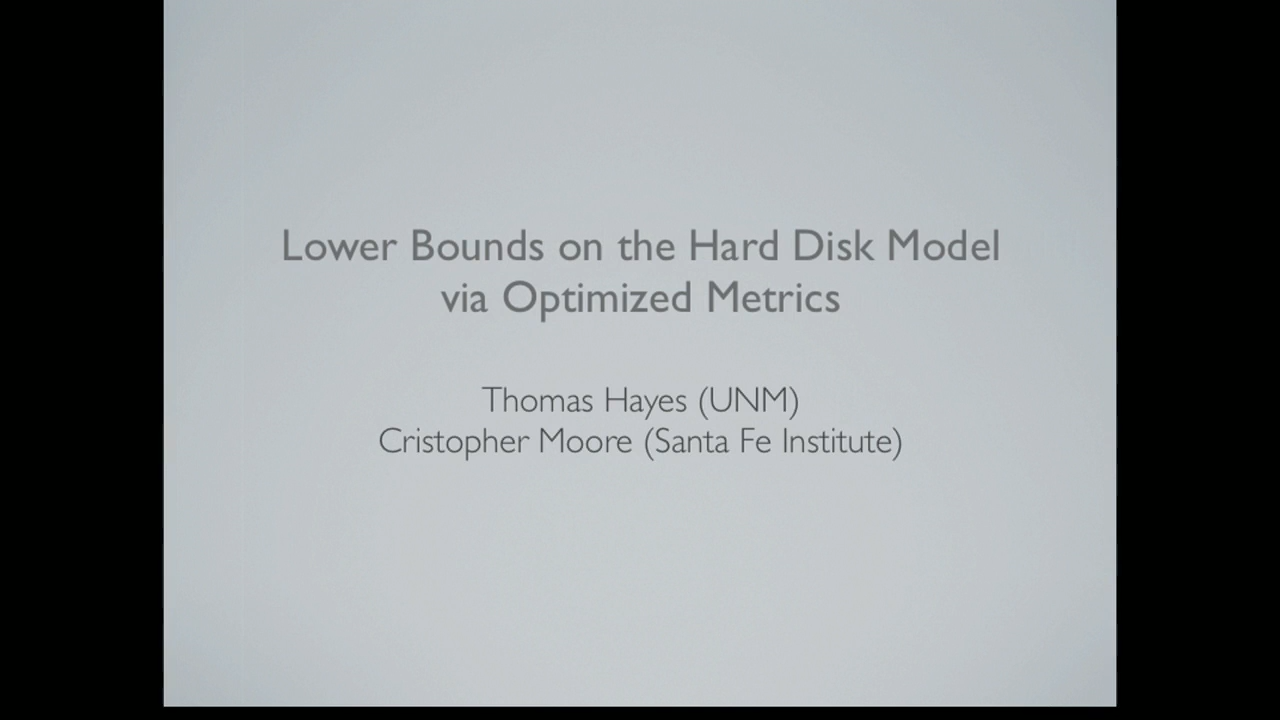 Lower Bounds on the Hard Disk Model
via Optimized Metrics
Thomas Hayes (UNM)
Cristopher Moore (Santa Fe Institute)